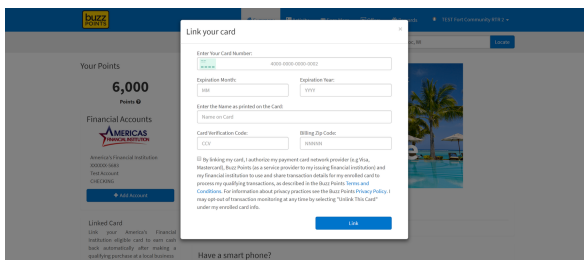 buzz
POINTS
TEST Fort Community BTR 1
Link your card
×
Locate
Enter Your Card Number:
4000-0000-0000-0002
Expiration Month:
Expiration Year:
MM
YYYY
Enter the Name as printed on the Card:
Name on Card
Card Verification Code:
Billing Zip Code:
CCV
NNNNN
By linking my card, I authorize my payment card network provider (e.g Visa,
Mastercard), Buzz Points (as a service provider to my issuing financial institution) and
my financial institution to use and share transaction details for my enrolled card to
process my qualifying transactions, as described in the Buzz Points Terms and
Conditions. For information about privacy practices see the Buzz Points Privacy Policy. I
may opt-out of transaction monitoring at any time by selecting "Unlink This Card"
under my enrolled card info.
Link
Your Points
6,000
Points
Financial Accounts
AMERICAS
FINANCIAL INSTITUTION
America's Financial Institution
Test Account
CHECKING
+ Add Account
Linked Card
Link your America's Financial
Institution eligible card to earn cash
back automatically after making a
qualifying purchase at a local business.
Have a smart phone?